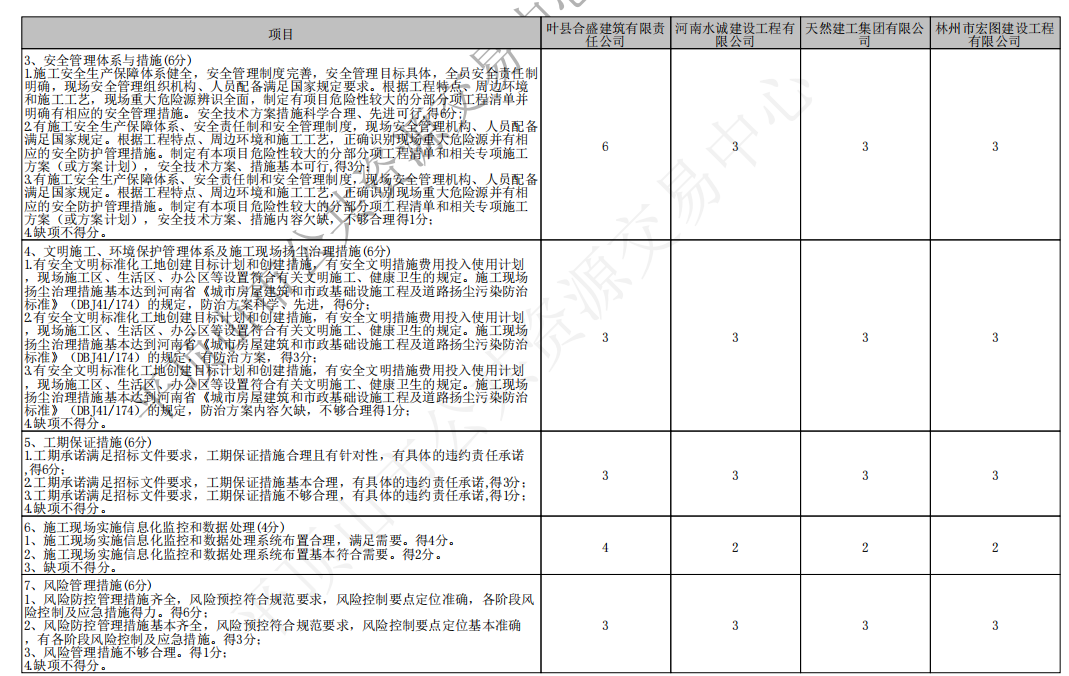 项目
叶县合盛建筑有限责
任公司
河南水诚建设工程有
限公司
天然建工集团有限公
司
林州市宏图建设工程
有限公司
3、安全管理体系与措施(6分)
1.施工安全生产保障体系健全，安全管理制度完善，安全管理目标具体，全员安全责任制
明确，现场安全管理组织机构、人员配备满足国家规定要求。根据工程特点、周边环境
和施工工艺，现场重大危险源辨识全面，制定有项目危险性较大的分部分项工程清单并
明确有相应的安全管理措施。安全技术方案措施科学合理、先进可行,得6分；
2.有施工安全生产保障体系、安全责任制和安全管理制度，现场安全管理机构、人员配备
满足国家规定。根据工程特点、周边环境和施工工艺，正确识别现场重大危险源并有相
应的安全防护管理措施。制定有本项目危险性较大的分部分项工程清单和相关专项施工
方案（或方案计划），安全技术方案、措施基本可行,得3分；
3.有施工安全生产保障体系、安全责任制和安全管理制度，现场安全管理机构、人员配备
满足国家规定。根据工程特点、周边环境和施工工艺，正确识别现场重大危险源并有相
应的安全防护管理措施。制定有本项目危险性较大的分部分项工程清单和相关专项施工
方案（或方案计划），安全技术方案、措施内容欠缺，不够合理得1分；
4.缺项不得分。
6
3
3
3
4、文明施工、环境保护管理体系及施工现场扬尘治理措施(6分)
1.有安全文明标准化工地创建目标计划和创建措施，有安全文明措施费用投入使用计划
，现场施工区、生活区、办公区等设置符合有关文明施工、健康卫生的规定。施工现场
扬尘治理措施基本达到河南省《城市房屋建筑和市政基础设施工程及道路扬尘污染防治
标准》（DBJ41/174）的规定，防治方案科学、先进，得6分；
2.有安全文明标准化工地创建目标计划和创建措施，有安全文明措施费用投入使用计划
，现场施工区、生活区、办公区等设置符合有关文明施工、健康卫生的规定。施工现场
扬尘治理措施基本达到河南省《城市房屋建筑和市政基础设施工程及道路扬尘污染防治
标准》（DBJ41/174）的规定，有防治方案，得3分；
3.有安全文明标准化工地创建目标计划和创建措施，有安全文明措施费用投入使用计划
，现场施工区、生活区、办公区等设置符合有关文明施工、健康卫生的规定。施工现场
扬尘治理措施基本达到河南省《城市房屋建筑和市政基础设施工程及道路扬尘污染防治
标准》（DBJ41/174）的规定，防治方案内容欠缺，不够合理得1分；
4.缺项不得分。
3
3
3
3
5、工期保证措施(6分)
1.工期承诺满足招标文件要求，工期保证措施合理且有针对性，有具体的违约责任承诺
,得6分；
2.工期承诺满足招标文件要求，工期保证措施基本合理，有具体的违约责任承诺,得3分；
3.工期承诺满足招标文件要求，工期保证措施不够合理，有具体的违约责任承诺,得1分；
4.缺项不得分。
3
3
3
3
6、施工现场实施信息化监控和数据处理(4分)
1、施工现场实施信息化监控和数据处理系统布置合理，满足需要。得4分。
2、施工现场实施信息化监控和数据处理系统布置基本符合需要。得2分。
3、缺项不得分。
4
2
2
2
7、风险管理措施(6分)
1、风险防控管理措施齐全，风险预控符合规范要求，风险控制要点定位准确，各阶段风
险控制及应急措施得力。得6分；
2、风险防控管理措施基本齐全，风险预控符合规范要求，风险控制要点定位基本准确
，有各阶段风险控制及应急措施。得3分；
3、风险管理措施不够合理。得1分；
4.缺项不得分。
3
3
3
3
平顶山市公共资源交易中心
平顶山市公共资源交易中心